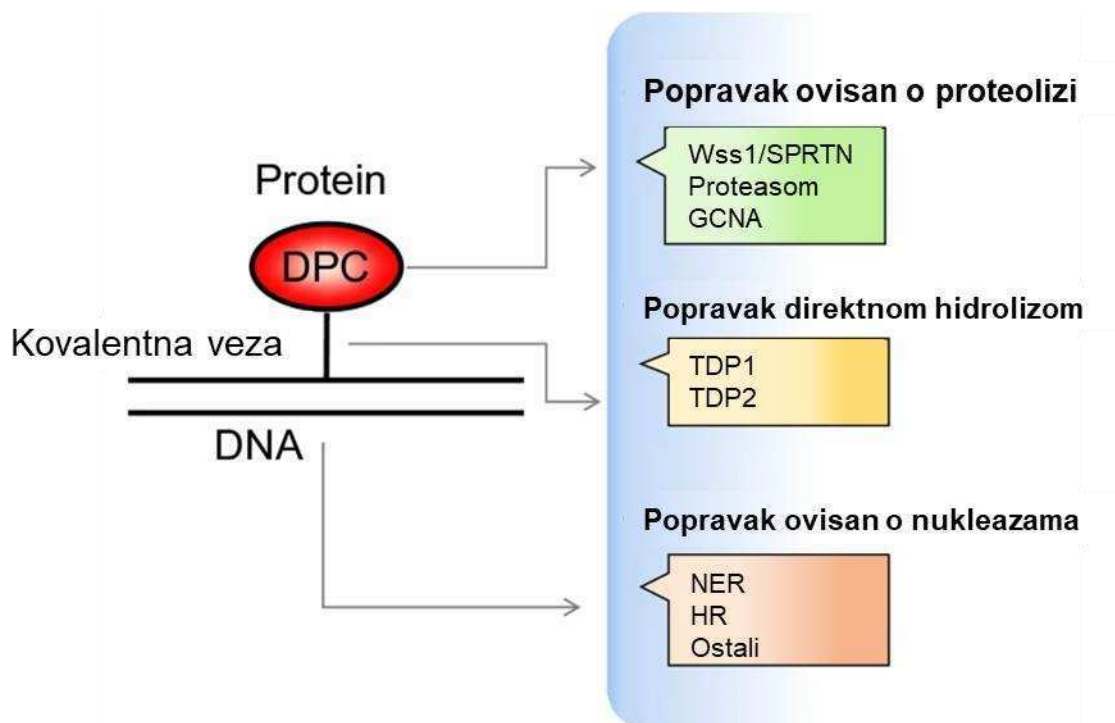 Protein
DPC
Kovalentna veza
DNA
Popravak ovisan o proteolizi
Wss1/SPRTN
Proteasom
GCNA
Popravak direktnom hidrolizom
TDP1
TDP2
Popravak ovisan o nukleazama
NER
HR
Ostali